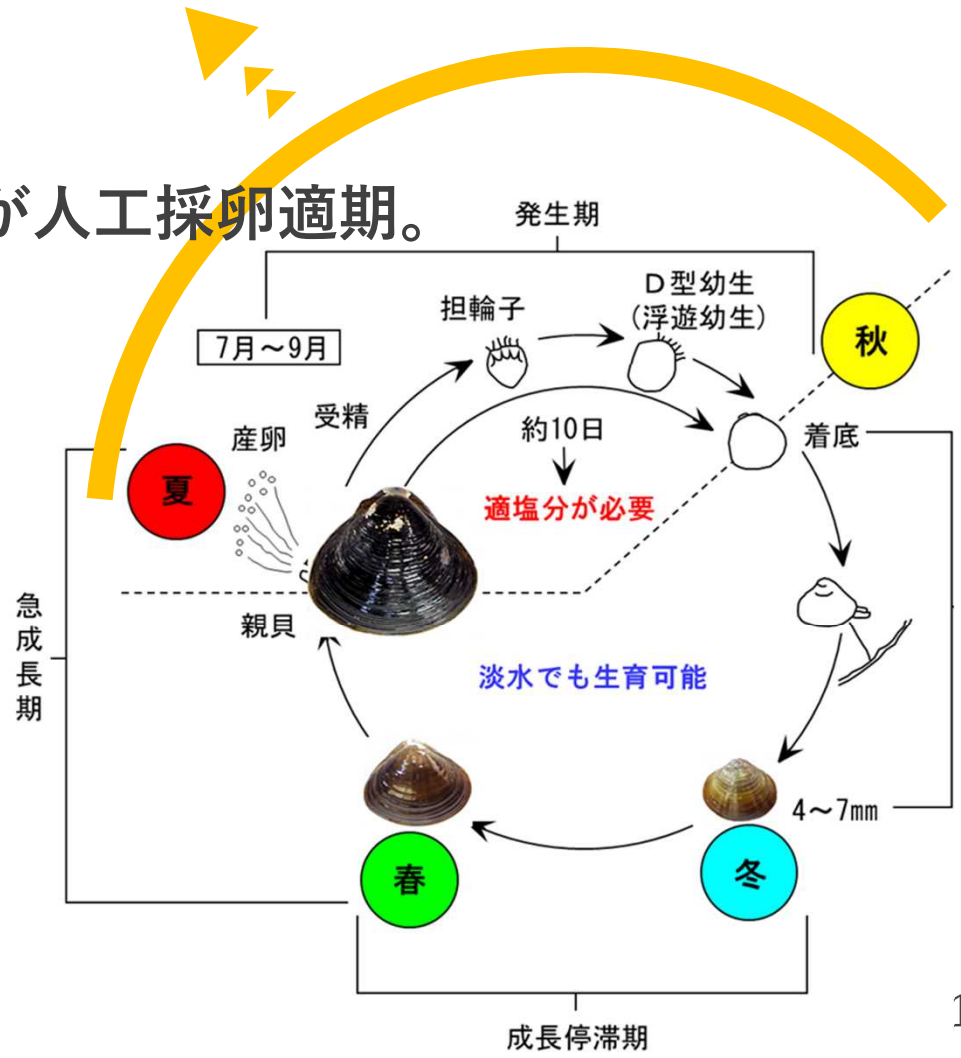 が人工採卵適期。
発生期
担輪子
D型幼生
(浮遊幼生)
秋
7月～9月
受精
産卵
約10日
着底
夏
適塩分が必要
親貝
急成長期
淡水でも生育可能
4～7mm
春
冬
成長停滞期
1